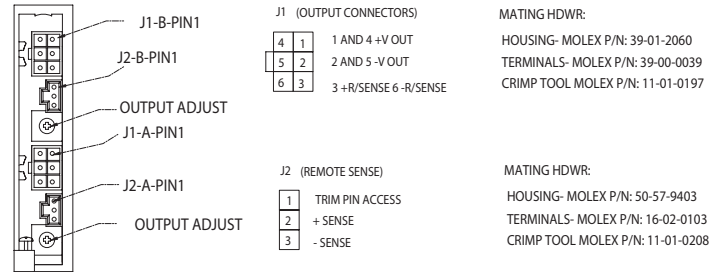 J1-B-PIN1
J2-B-PIN1
OUTPUT ADJUST
J1-A-PIN1
J2-A-PIN1
OUTPUT ADJUST
J1 (OUTPUT CONNECTORS)
4 1 1 AND 4 +V OUT
5 2 2 AND 5 -V OUT
6 3 3 +R/SENSE 6 -R/SENSE
MATING HDWR:
HOUSING- MOLEX P/N: 39-01-2060
TERMINALS- MOLEX P/N: 39-00-0039
CRIMP TOOL MOLEX P/N: 11-01-0197
J2 (REMOTE SENSE)
1 TRIM PIN ACCESS
2 + SENSE
3 - SENSE
MATING HDWR:
HOUSING- MOLEX P/N: 50-57-9403
TERMINALS- MOLEX P/N: 16-02-0103
CRIMP TOOL MOLEX P/N: 11-01-0208